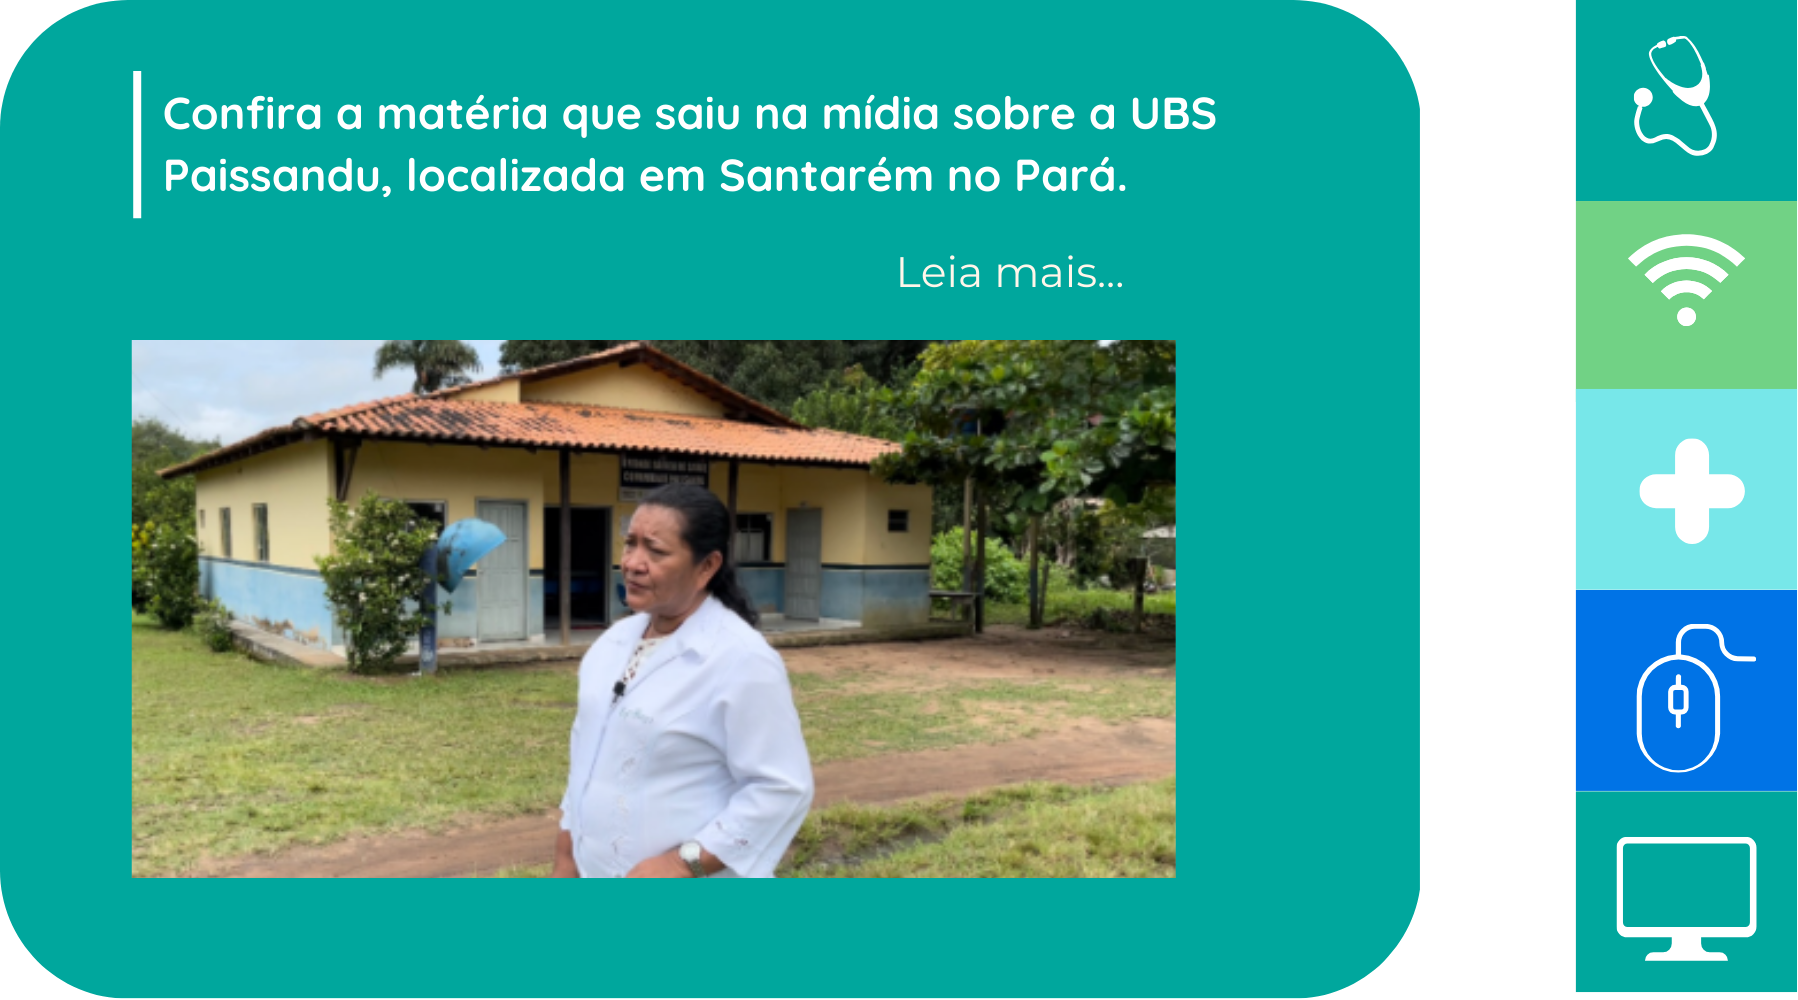 Confira a matéria que saiu na mídia sobre a UBS
Paissandu, localizada em Santarém no Pará.
Leia mais...